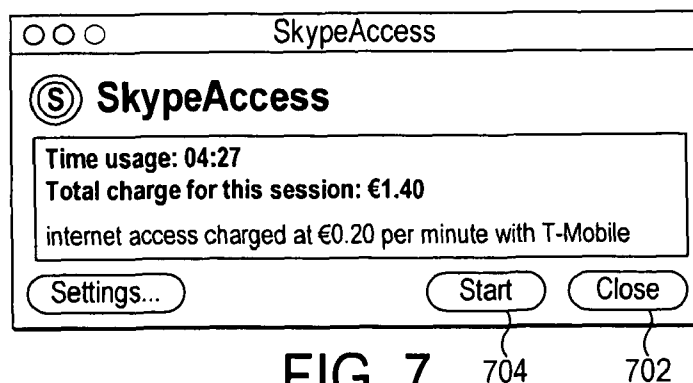 SkypeAccess
S SkypeAccess
Time usage: 04:27
Total charge for this session: €1.40
internet access charged at €0.20 per minute with T-Mobile
Settings... Start Close
FIG. 7 704 702